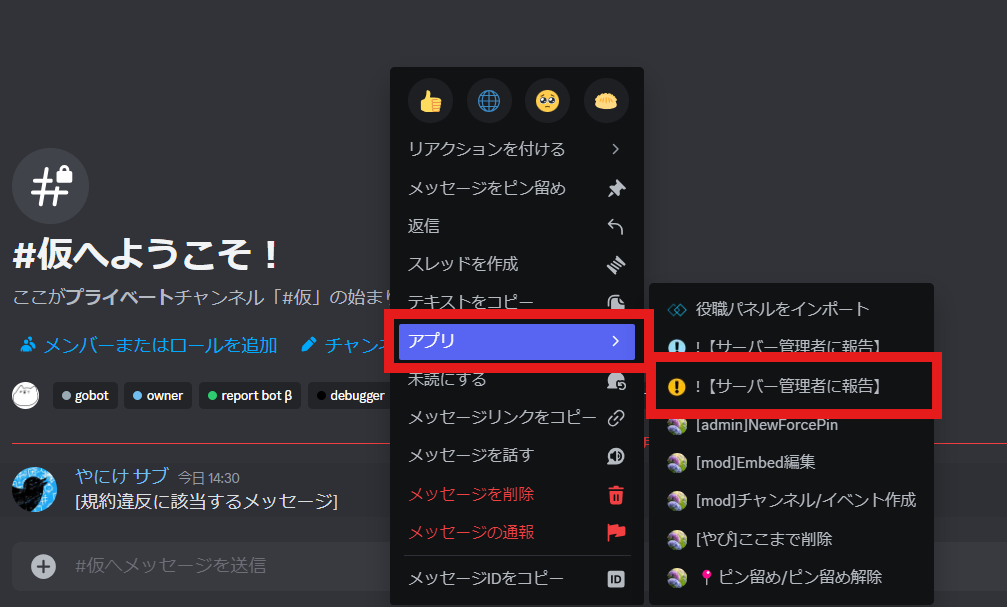 #仮へようこそ！
ここがプライベートチャンネル「#仮」の始まり
メンバーまたはロールを追加
チャンネ
gobot
owner
report bot β
debugger
やにけ サブ 今日 14:30
[規約違反に該当するメッセージ]
#仮へメッセージを送信
リアクションを付ける
メッセージをピン留め
返信
スレッドを作成
テキストをコピー
アプリ
未読にする
メッセージリンクをコピー
メッセージを話す
メッセージを削除
メッセージの通報
メッセージIDをコピー
ID
役職パネルをインポート
!【サーバー管理者に報告】
!【サーバー管理者に報告】
[admin]NewForcePin
[mod]Embed編集
[mod]チャンネル/イベント作成
[やぴ]ここまで削除
📍ピン留め/ピン留め解除